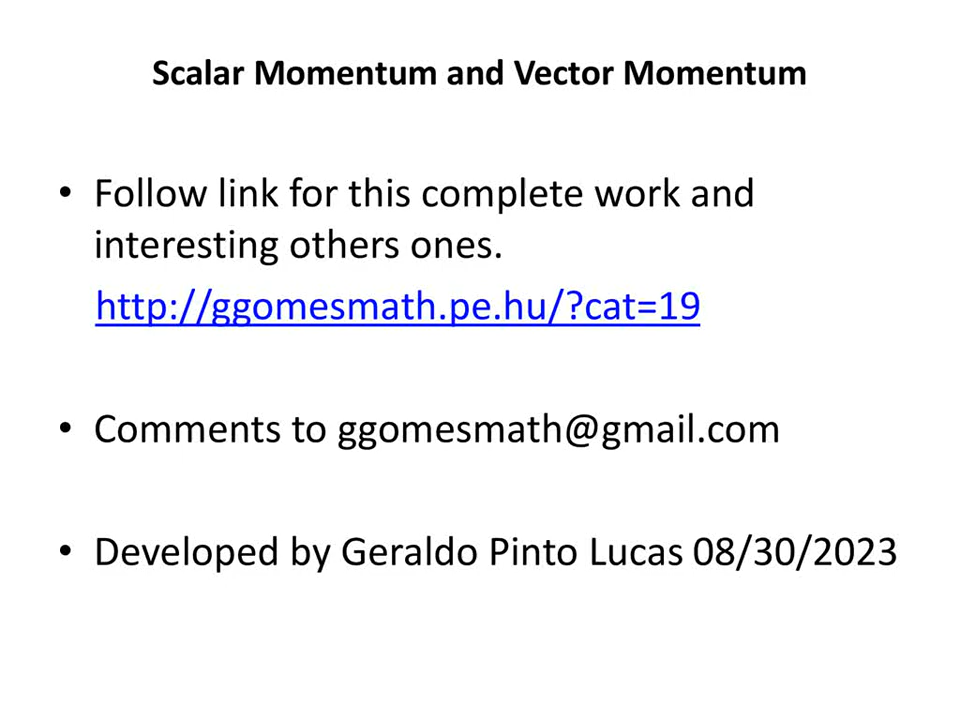 Scalar Momentum and Vector Momentum
• Follow link for this complete work and
interesting others ones.
http://ggomesmath.pe.hu/?cat=19
• Comments to ggomesmath@gmail.com
• Developed by Geraldo Pinto Lucas 08/30/2023